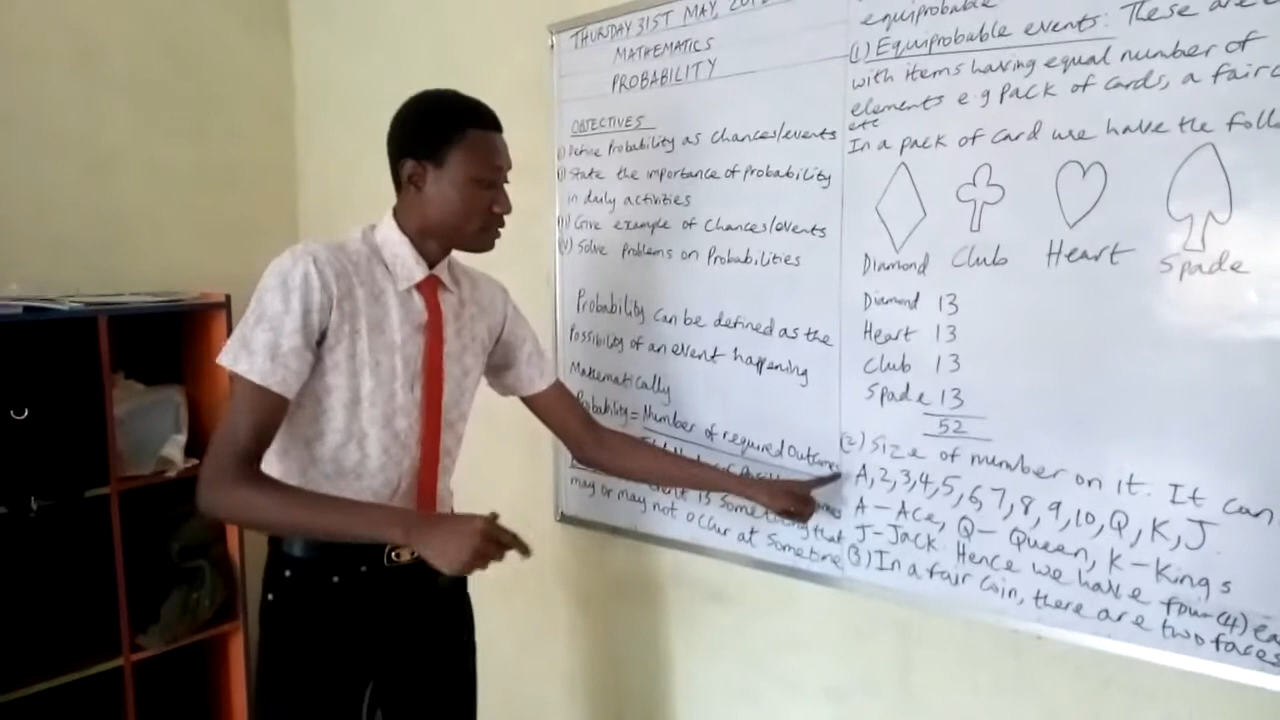 THURSDAY 31ST MAY,
MATHEMATICS
PROBABILITY
OBJECTIVES
Define Probability as Chances/events
State the importance of probability
in daily activities
Give example of Chances/events
Solve Problems on Probabilities
Probability can be defined as the
Possibility of an event happening
Mathematically
Probability = Number of required Outcomes
is something that
may or may not occur at Sometime
equiprobable
(1) Equiprobable events: These are
with items having equal number of
elements e.g Pack of Cards, a fair
etc
In a pack of card we have the
Diamond Club Heart Spade
Diamond 13
Heart 13
Club 13
Spade 13
52
(2) Size of number on it. It can
A,2,3,4,5,6,7,8,9,10,Q,K,J
A-Ace, Q- Queen, K-Kings
J-Jack. Hence we have four (4)
(3) In a fair coin, there are two faces